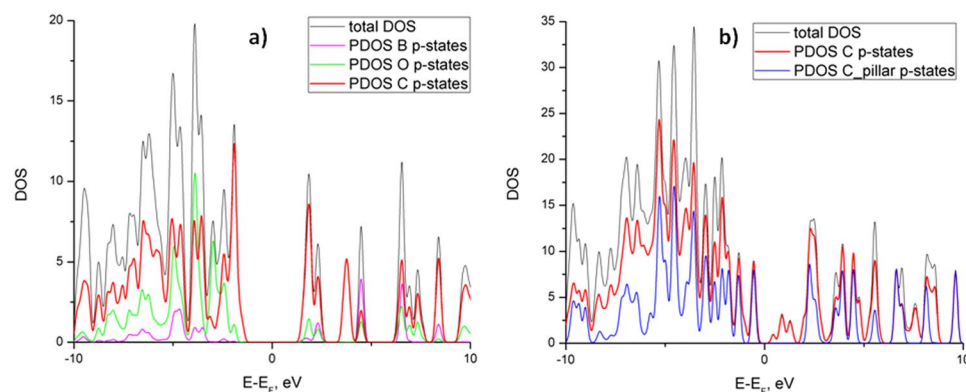 a)
total DOS
PDOS B p-states
PDOS O p-states
PDOS C p-states
20
15
10
5
0
DOS
-10
0
10
E-E_F, eV
b)
total DOS
PDOS C p-states
PDOS C_pillar p-states
35
30
25
20
15
10
5
0
DOS
-10
0
10
E-E_F, eV